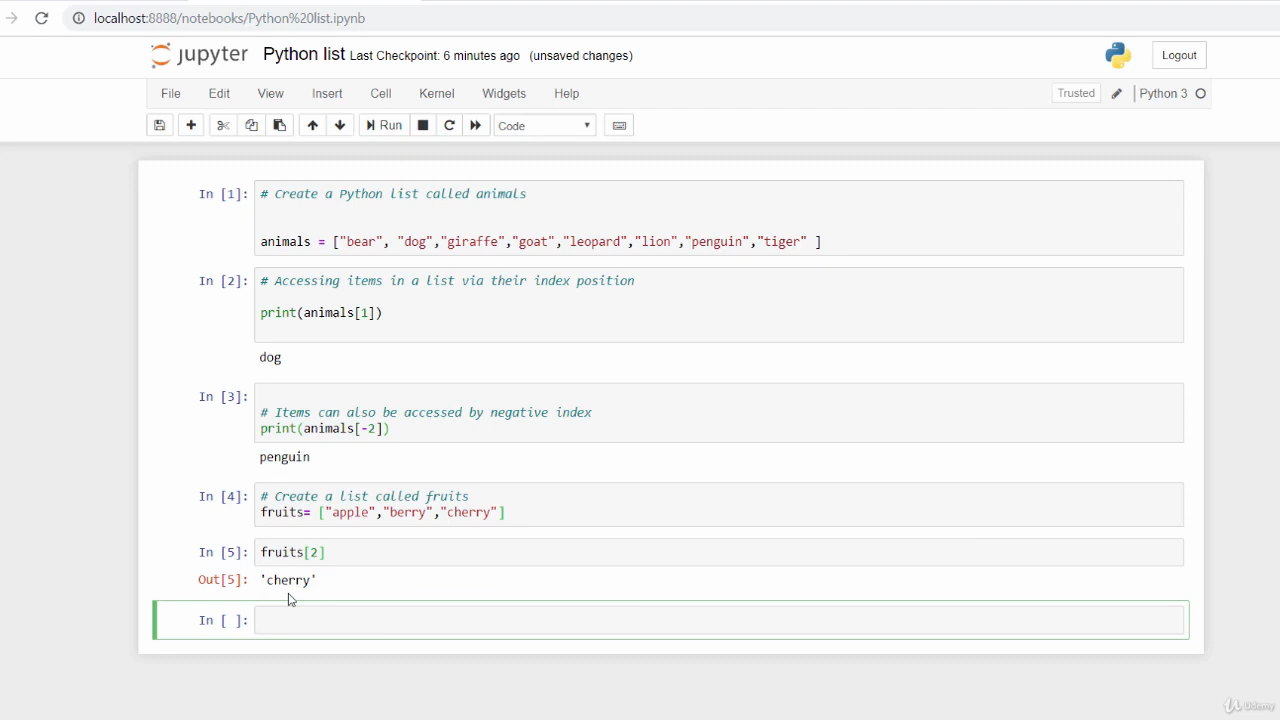 localhost:8888/notebooks/Python%20list.ipynb
jupyter Python list Last Checkpoint: 6 minutes ago (unsaved changes) Logout
File Edit View Insert Cell Kernel Widgets Help Trusted Python 3
Run Code
In [1]: # Create a Python list called animals
animals = ["bear", "dog","giraffe","goat","leopard","lion","penguin","tiger" ]
In [2]: # Accessing items in a list via their index position
print(animals[1])
dog
In [3]:
# Items can also be accessed by negative index
print(animals[-2])
penguin
In [4]: # Create a list called fruits
fruits= ["apple","berry","cherry"]
In [5]: fruits[2]
Out[5]: 'cherry'
In [ ]:
Udemy